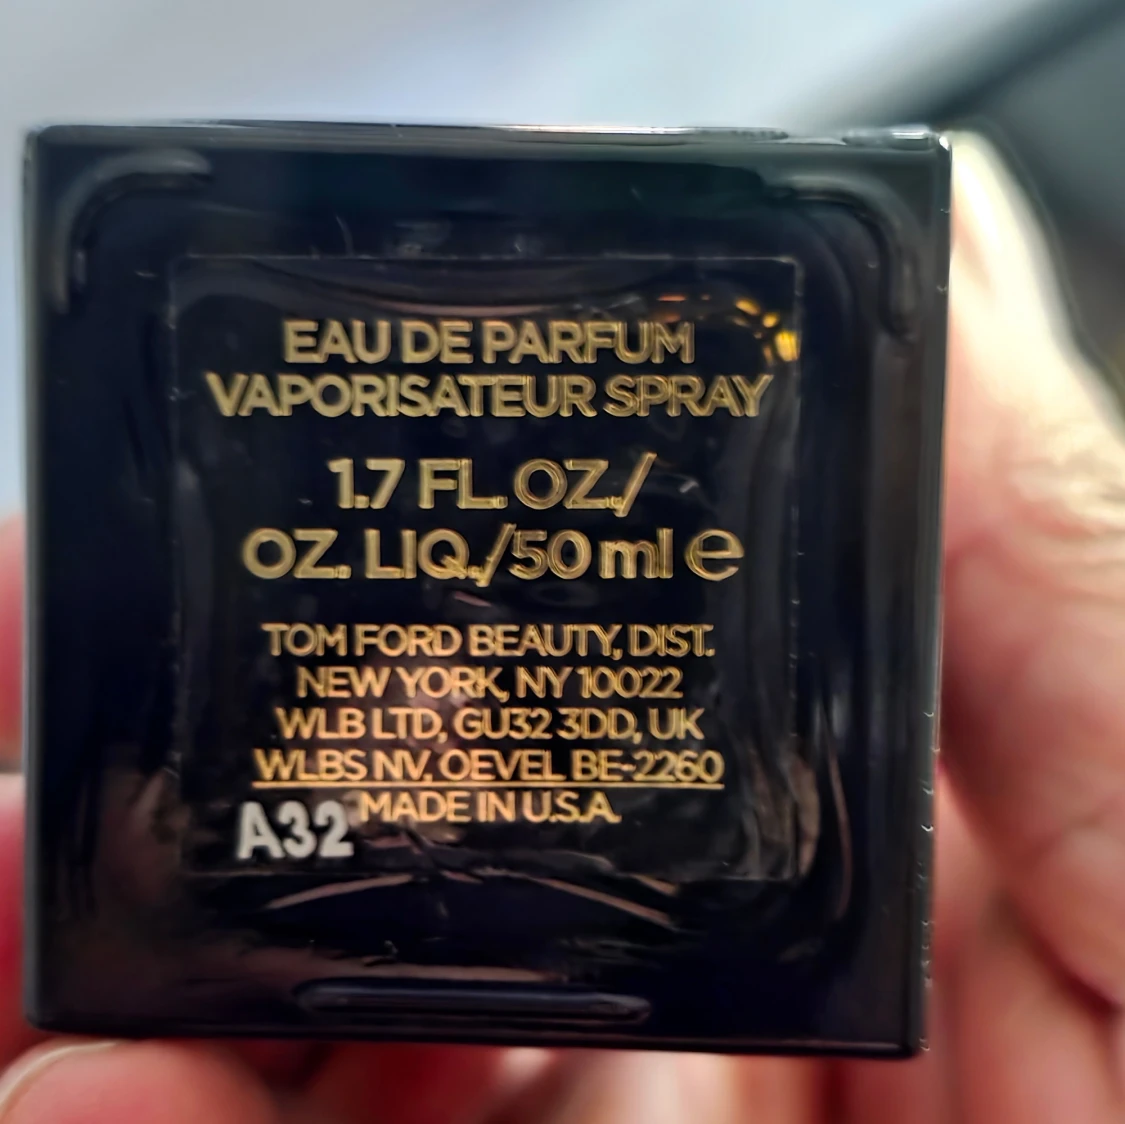 EAU DE PARFUM
VAPORISATEUR SPRAY
1.7 FL. OZ./
OZ. LIQ./50 ml ℮
TOM FORD BEAUTY, DIST.
NEW YORK, NY 10022
WLB LTD, GU32 3DD, UK
WLBS NV, OEVEL BE-2260
MADE IN U.S.A.
A32